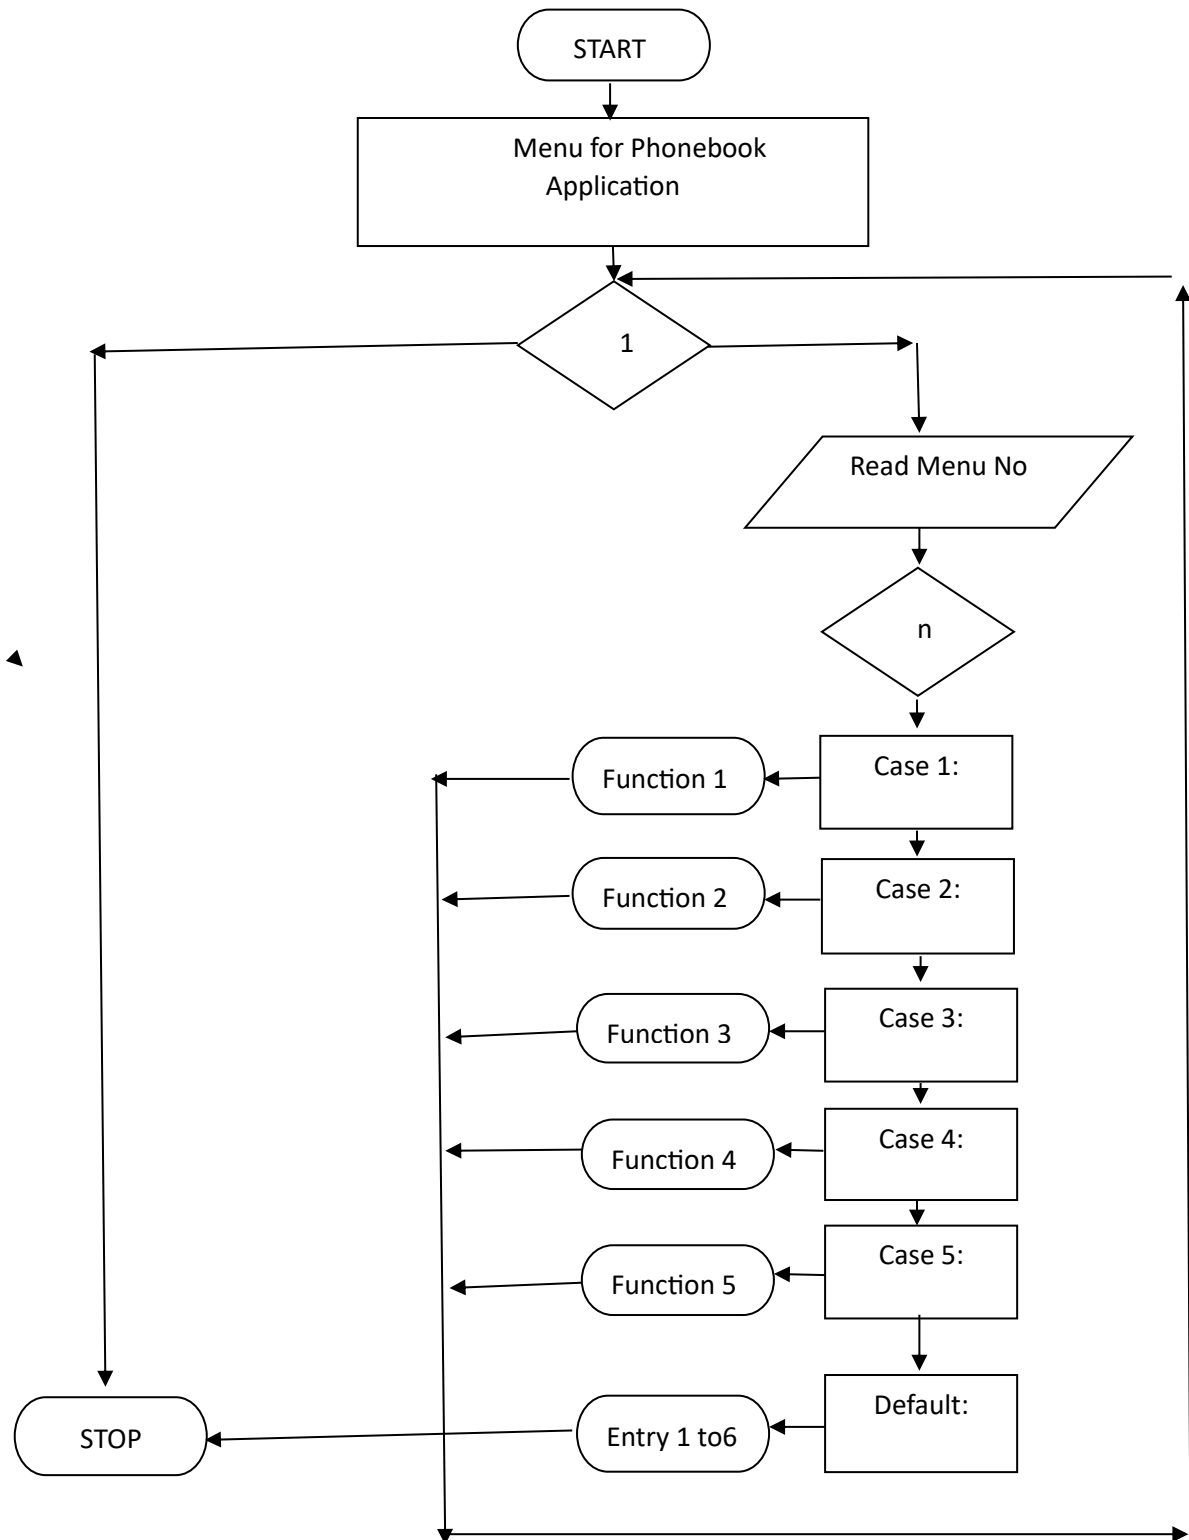 START
Menu for Phonebook
Application
1
Read Menu No
n
Function 1
Case 1:
Function 2
Case 2:
Function 3
Case 3:
Function 4
Case 4:
Function 5
Case 5:
STOP
Entry 1 to6
Default: